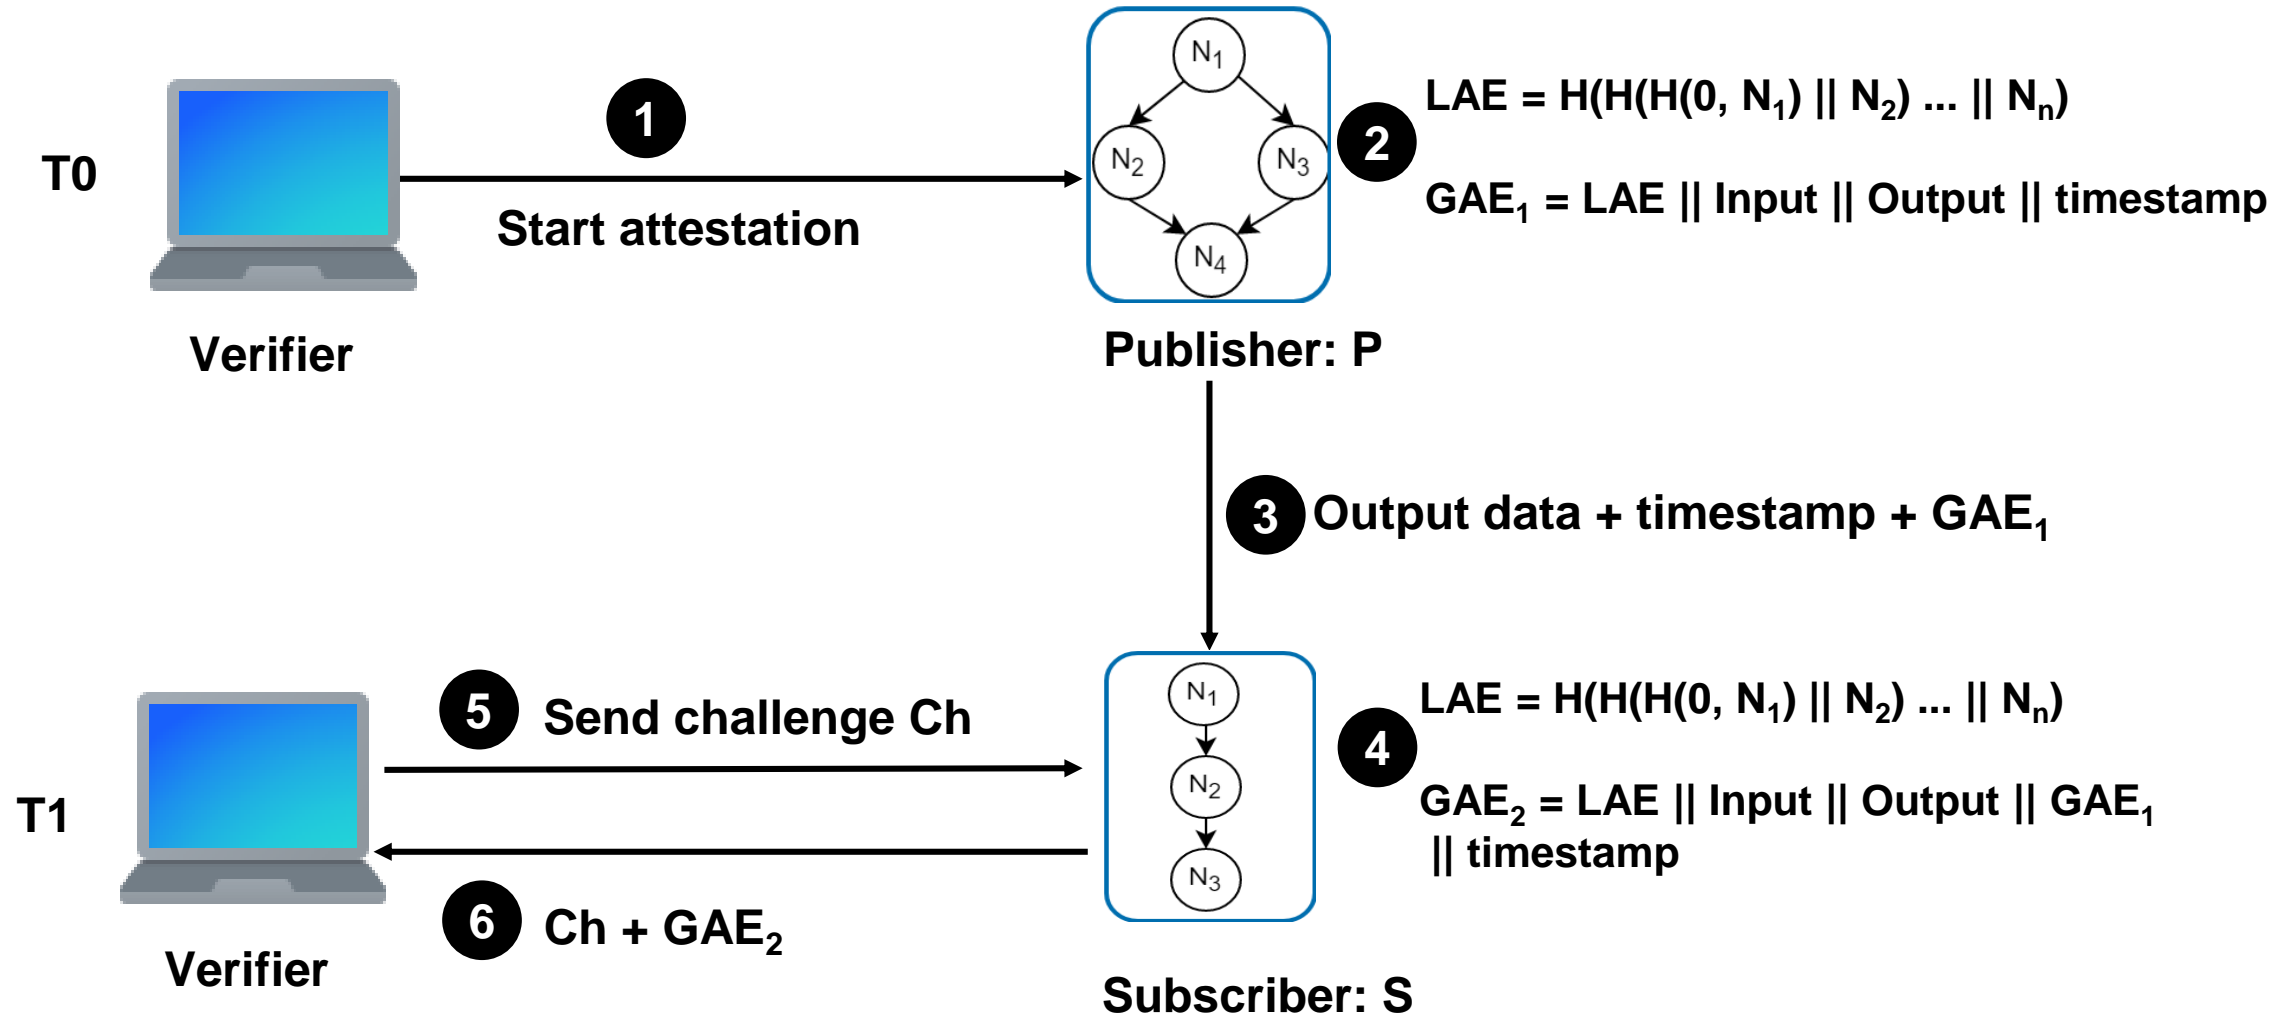 T0
1
Start attestation
Verifier
N₁
N₂
N₃
N₄
Publisher: P
2
LAE = H(H(H(0, N₁) || N₂) ... || Nₙ)
GAE₁ = LAE || Input || Output || timestamp
3
Output data + timestamp + GAE₁
T1
5
Send challenge Ch
6
Ch + GAE₂
Verifier
N₁
N₂
N₃
Subscriber: S
4
LAE = H(H(H(0, N₁) || N₂) ... || Nₙ)
GAE₂ = LAE || Input || Output || GAE₁
|| timestamp